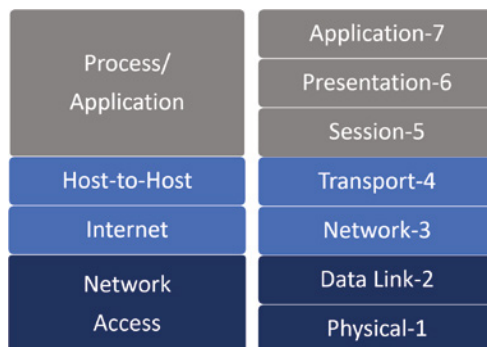 Process/
Application
Host-to-Host
Internet
Network
Access
Application-7
Presentation-6
Session-5
Transport-4
Network-3
Data Link-2
Physical-1